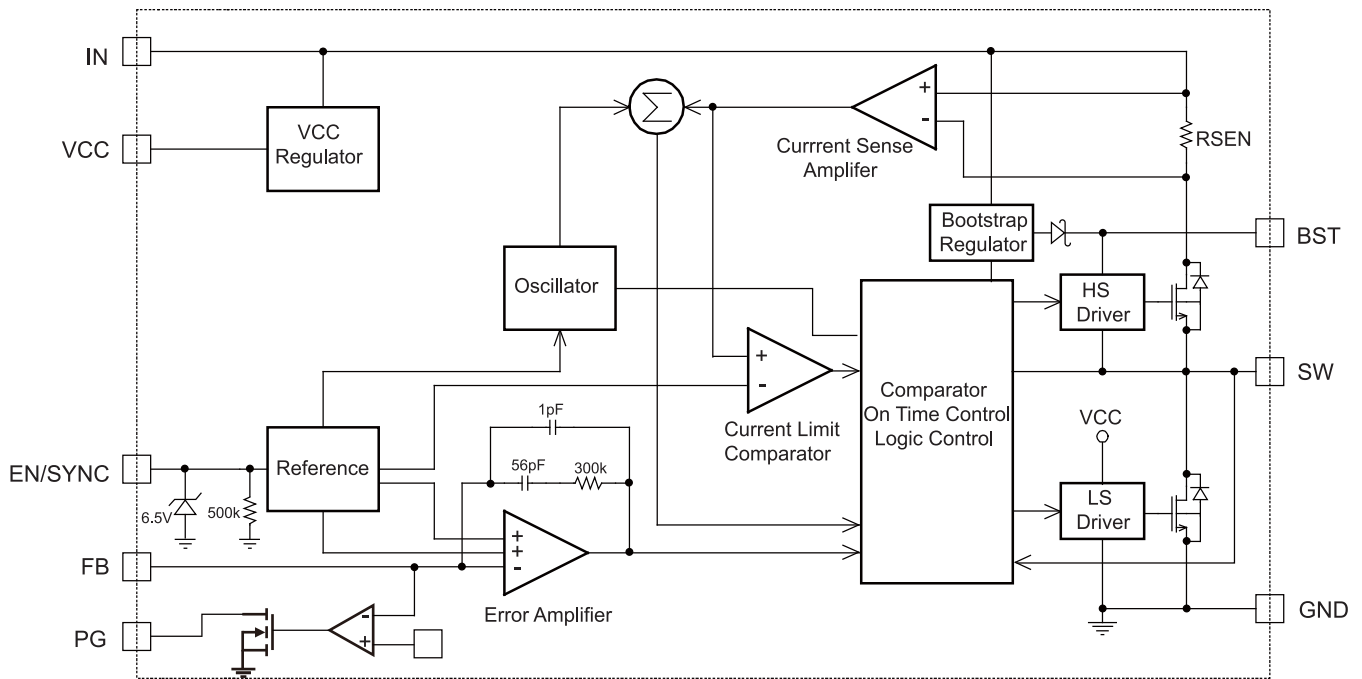 IN
VCC
VCC
Regulator
Σ
+
-
Currrent Sense
Amplifer
RSEN
Bootstrap
Regulator
BST
Oscillator
HS
Driver
+
-
Current Limit
Comparator
Comparator
On Time Control
Logic Control
SW
VCC
1pF
56pF
300k
EN/SYNC
Reference
6.5V
500k
LS
Driver
FB
+
+
-
Error Amplifier
PG
-
+
GND